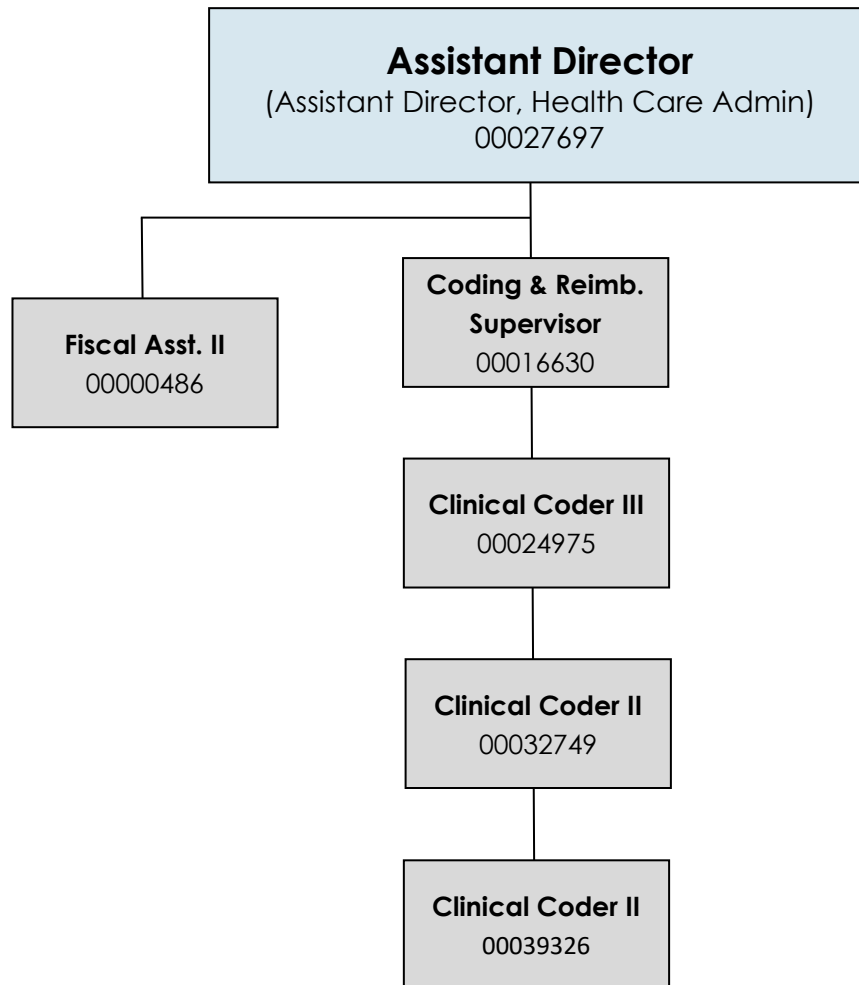 Assistant Director
(Assistant Director, Health Care Admin)
00027697
Fiscal Asst. II
00000486
Coding & Reimb.
Supervisor
00016630
Clinical Coder III
00024975
Clinical Coder II
00032749
Clinical Coder II
00039326